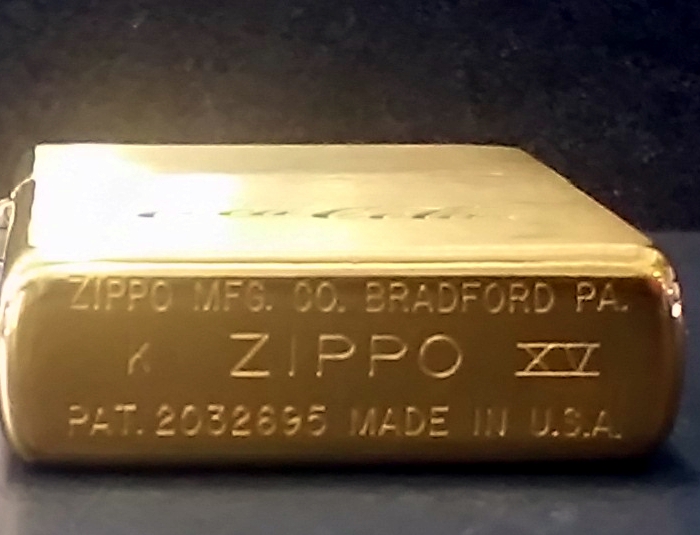 ZIPPO MFG. CO. BRADFORD PA.
K ZIPPO XV
PAT. 2032695 MADE IN U.S.A.